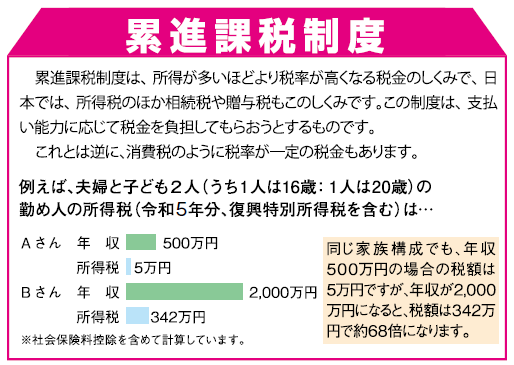 累進課税制度
累進課税制度は、所得が多いほどより税率が高くなる税金のしくみで、日
本では、所得税のほか相続税や贈与税もこのしくみです。この制度は、支払
い能力に応じて税金を負担してもらおうとするものです。
これとは逆に、消費税のように税率が一定の税金もあります。
例えば、夫婦と子ども2人（うち1人は16歳：1人は20歳）の
勤め人の所得税（令和5年分、復興特別所得税を含む）は…
Aさん 年 収 500万円
所得税 5万円
Bさん 年 収 2,000万円
所得税 342万円
※社会保険料控除を含めて計算しています。
同じ家族構成でも、年収
500万円の場合の税額は
5万円ですが、年収が2,000
万円になると、税額は342万
円で約68倍になります。